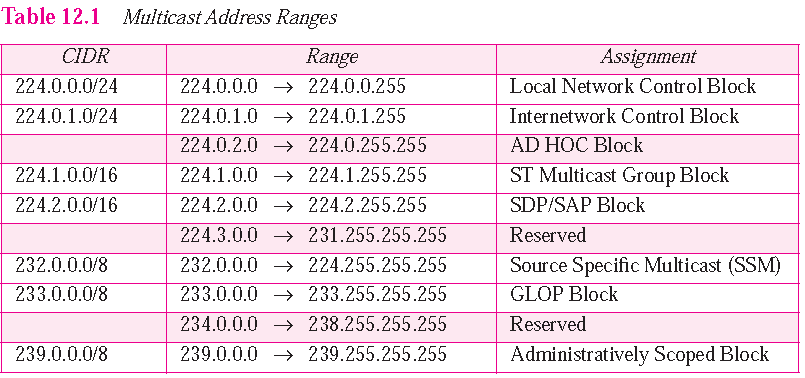 Table 12.1 Multicast Address Ranges
CIDR Range Assignment
224.0.0.0/24 224.0.0.0 → 224.0.0.255 Local Network Control Block
224.0.1.0/24 224.0.1.0 → 224.0.1.255 Internetwork Control Block
224.0.2.0 → 224.0.255.255 AD HOC Block
224.1.0.0/16 224.1.0.0 → 224.1.255.255 ST Multicast Group Block
224.2.0.0/16 224.2.0.0 → 224.2.255.255 SDP/SAP Block
224.3.0.0 → 231.255.255.255 Reserved
232.0.0.0/8 232.0.0.0 → 224.255.255.255 Source Specific Multicast (SSM)
233.0.0.0/8 233.0.0.0 → 233.255.255.255 GLOP Block
234.0.0.0 → 238.255.255.255 Reserved
239.0.0.0/8 239.0.0.0 → 239.255.255.255 Administratively Scoped Block